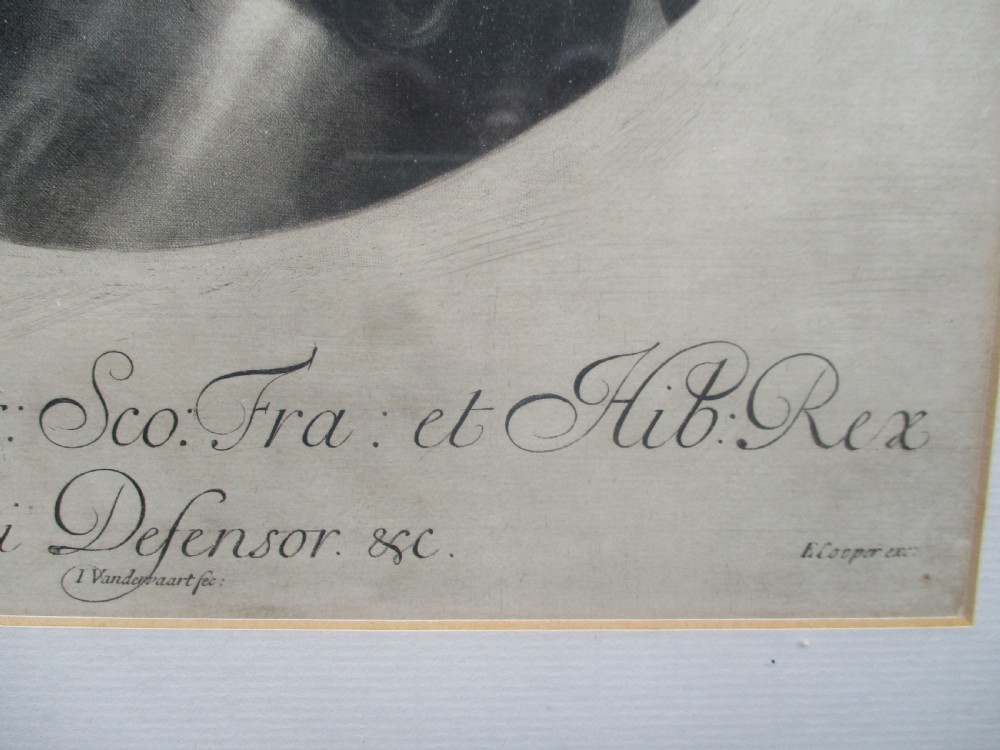 : Sco: Fra : et Hib: Rex
i Defensor. &c.
I Vandervaart fec:
E Cooper exc: